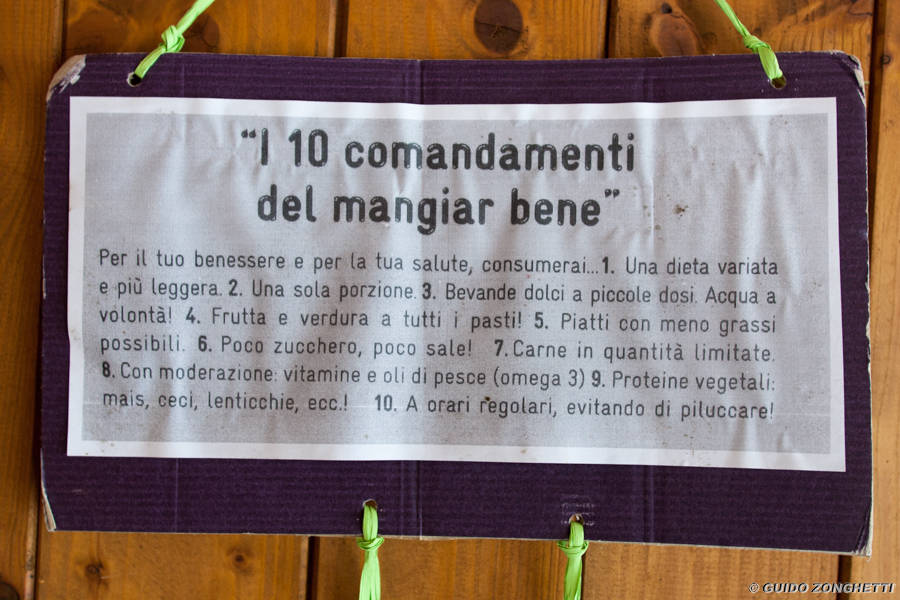 “I 10 comandamenti
del mangiar bene”
Per il tuo benessere e per la tua salute, consumerai...1. Una dieta variata
e più leggera. 2. Una sola porzione. 3. Bevande dolci a piccole dosi. Acqua a
volontà! 4. Frutta e verdura a tutti i pasti! 5. Piatti con meno grassi
possibili. 6. Poco zucchero, poco sale! 7. Carne in quantità limitate.
8. Con moderazione: vitamine e oli di pesce (omega 3) 9. Proteine vegetali:
mais, ceci, lenticchie, ecc.! 10. A orari regolari, evitando di piluccare!
© GUIDO ZONGHETTI